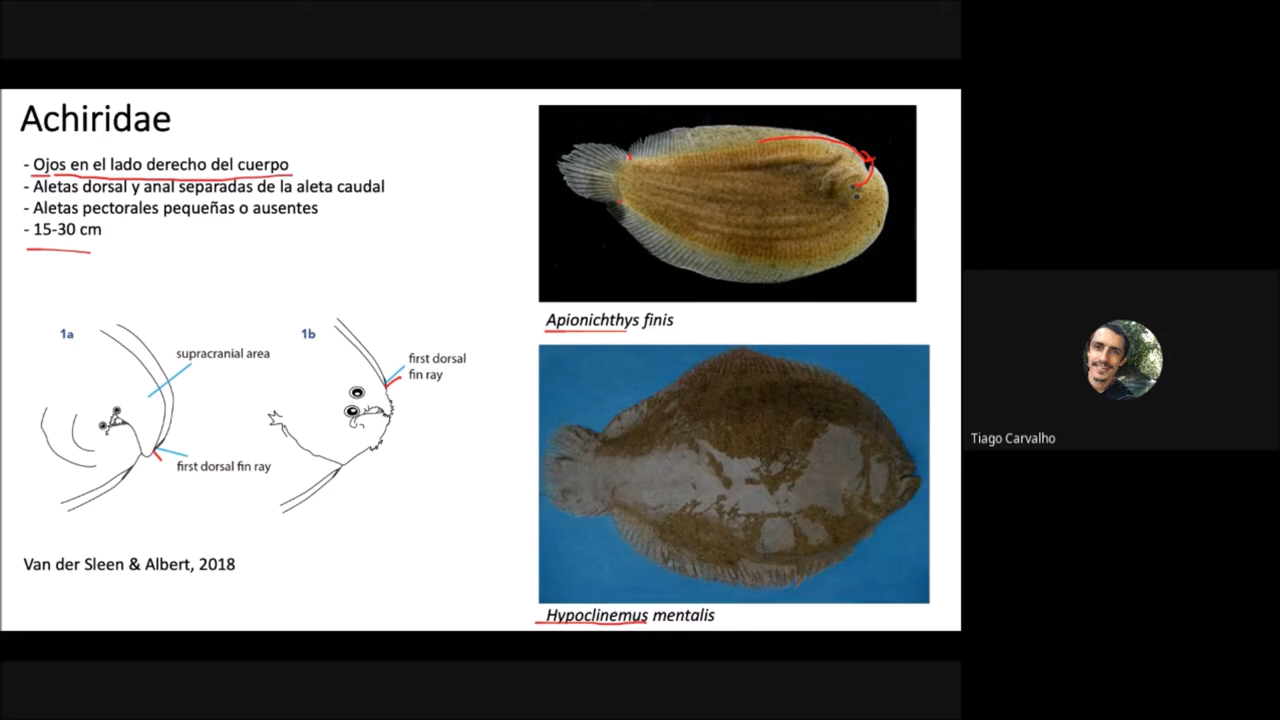 Achiridae
- Ojos en el lado derecho del cuerpo
- Aletas dorsal y anal separadas de la aleta caudal
- Aletas pectorales pequeñas o ausentes
- 15-30 cm
1a
supracranial area
first dorsal fin ray
1b
first dorsal
fin ray
Van der Sleen & Albert, 2018
Apionichthys finis
Hypoclinemus mentalis
Tiago Carvalho